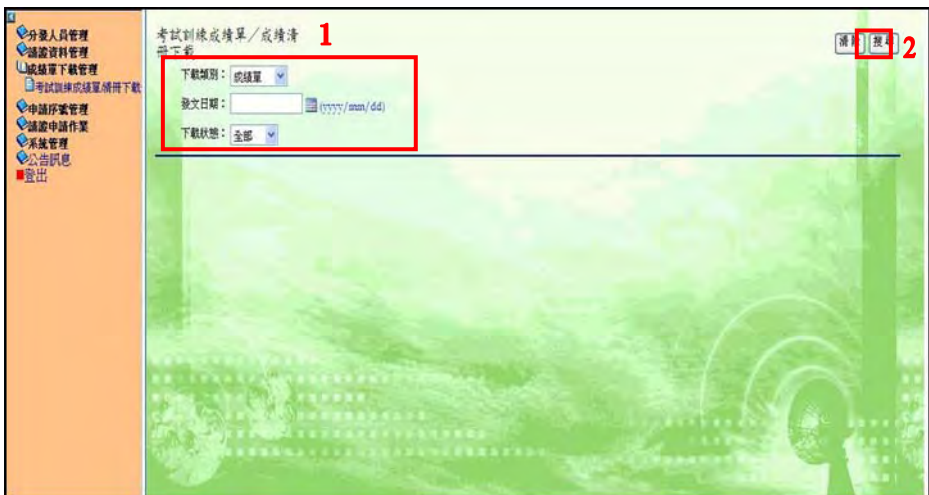 分發人員管理
請證資料管理
成績單下載管理
考試訓練成績單/清冊下載
申請序號管理
請證申請作業
系統管理
公告訊息
登出
考試訓練成績單／成績清
冊下載
1
清除
搜尋
2
下載類別：成績單
發文日期：(yyyy/mm/dd)
下載狀態：全部